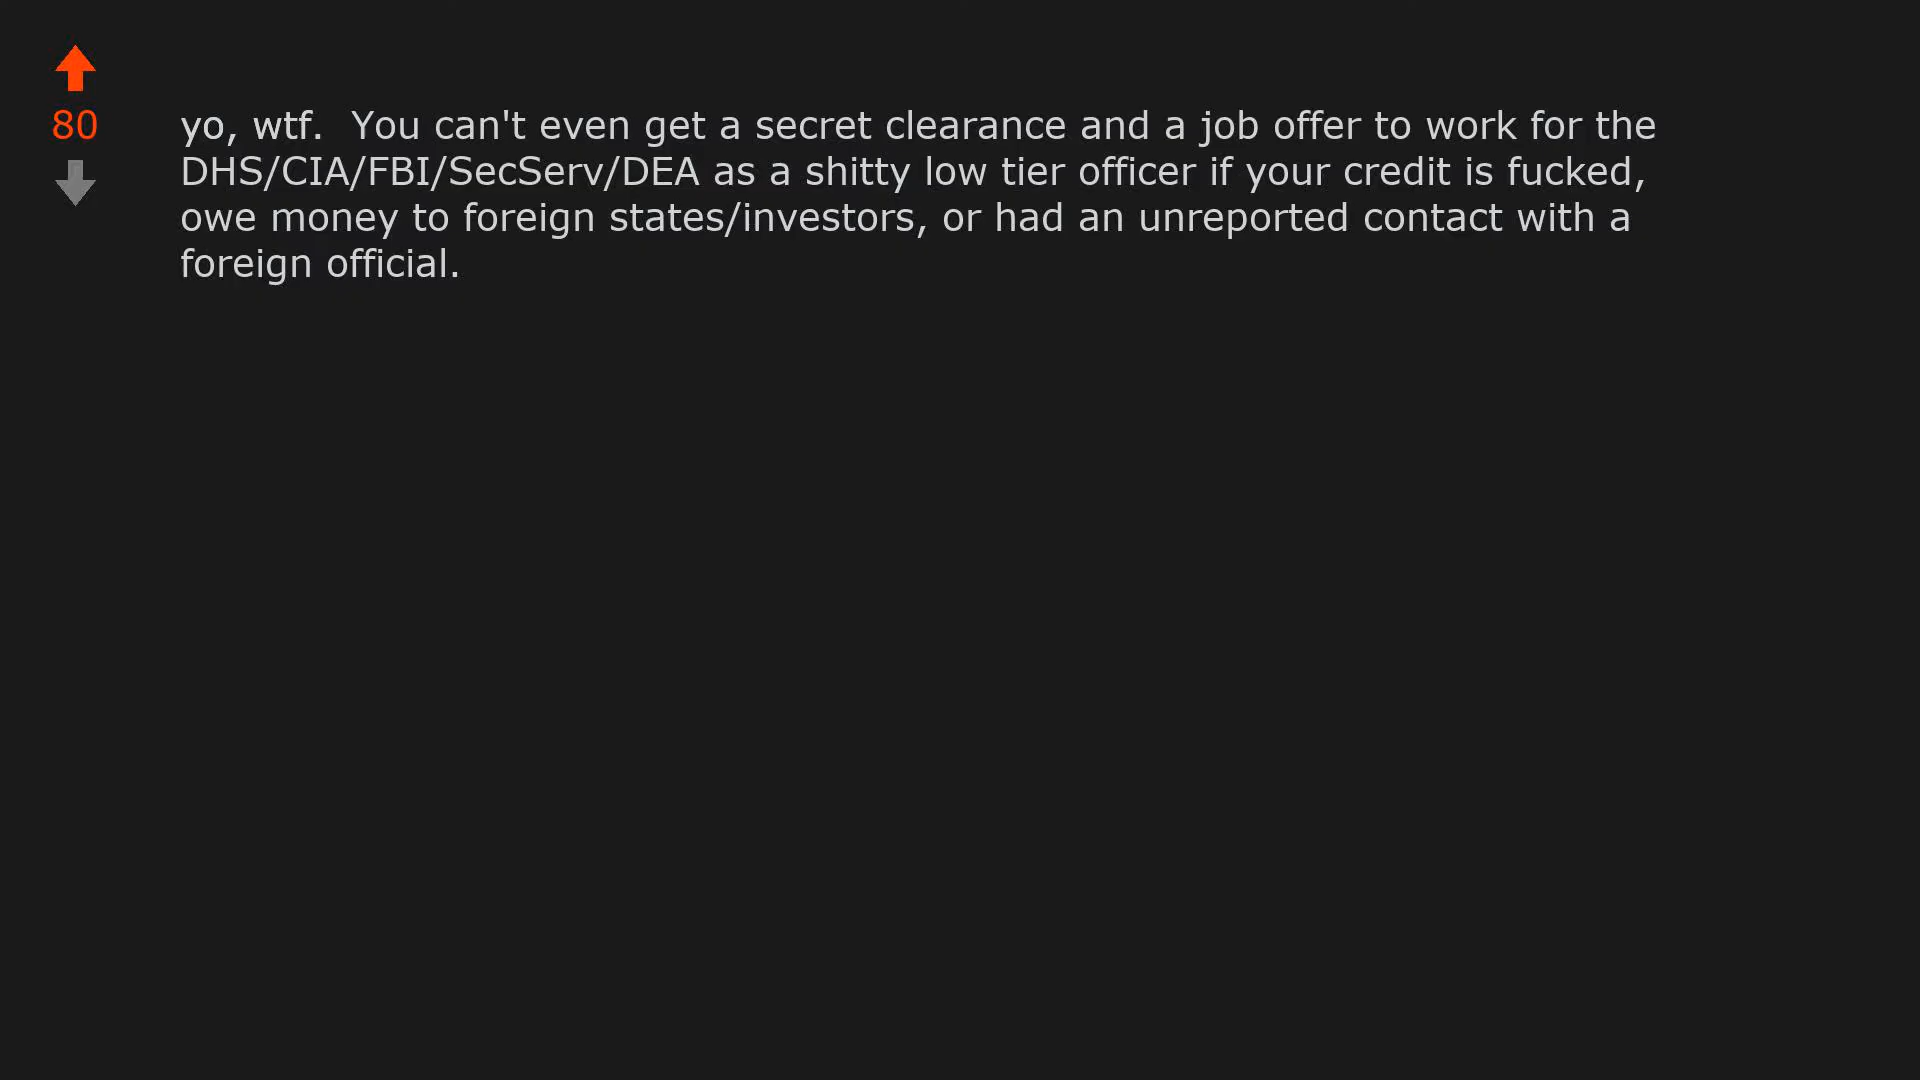 80
yo, wtf.  You can't even get a secret clearance and a job offer to work for the
DHS/CIA/FBI/SecServ/DEA as a shitty low tier officer if your credit is fucked,
owe money to foreign states/investors, or had an unreported contact with a
foreign official.